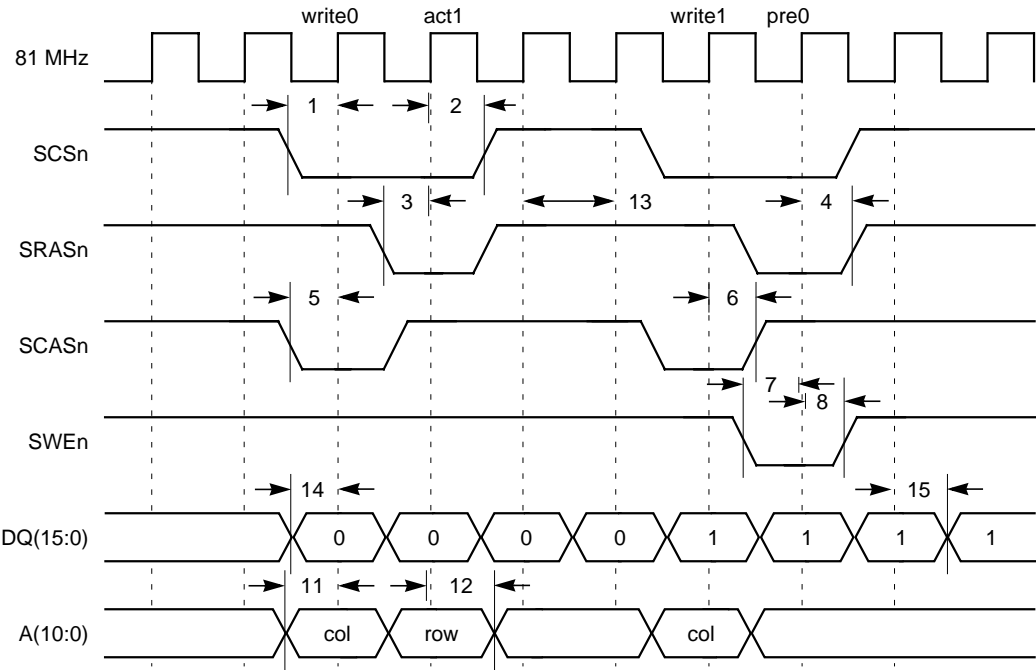 write0 act1 write1 pre0
81 MHz
1 2
SCSn
3 13 4
SRASn
5 6
SCASn
7
8
SWEn
14 15
DQ(15:0) 0 0 0 0 1 1 1 1
11 12
A(10:0) col row col